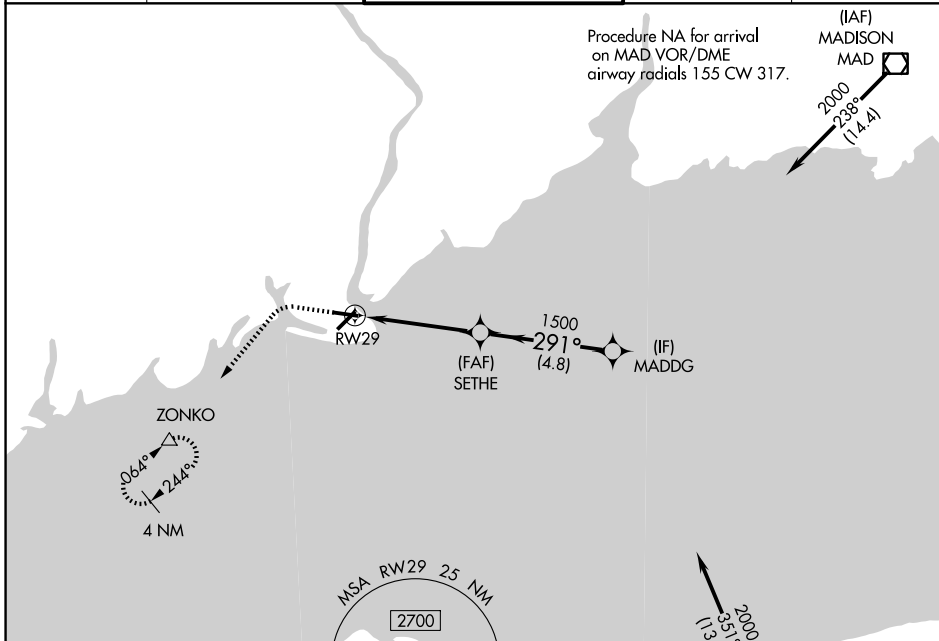 Procedure NA for arrival
on MAD VOR/DME
airway radials 155 CW 317.
(IAF)
MADISON
MAD
2000
238°
(14.4)
RW29
(FAF)
SETHE
1500
291°
(4.8)
(IF)
MADDG
ZONKO
064°
244°
4 NM
MSA RW29 25 NM
2700
2000
351°
(13